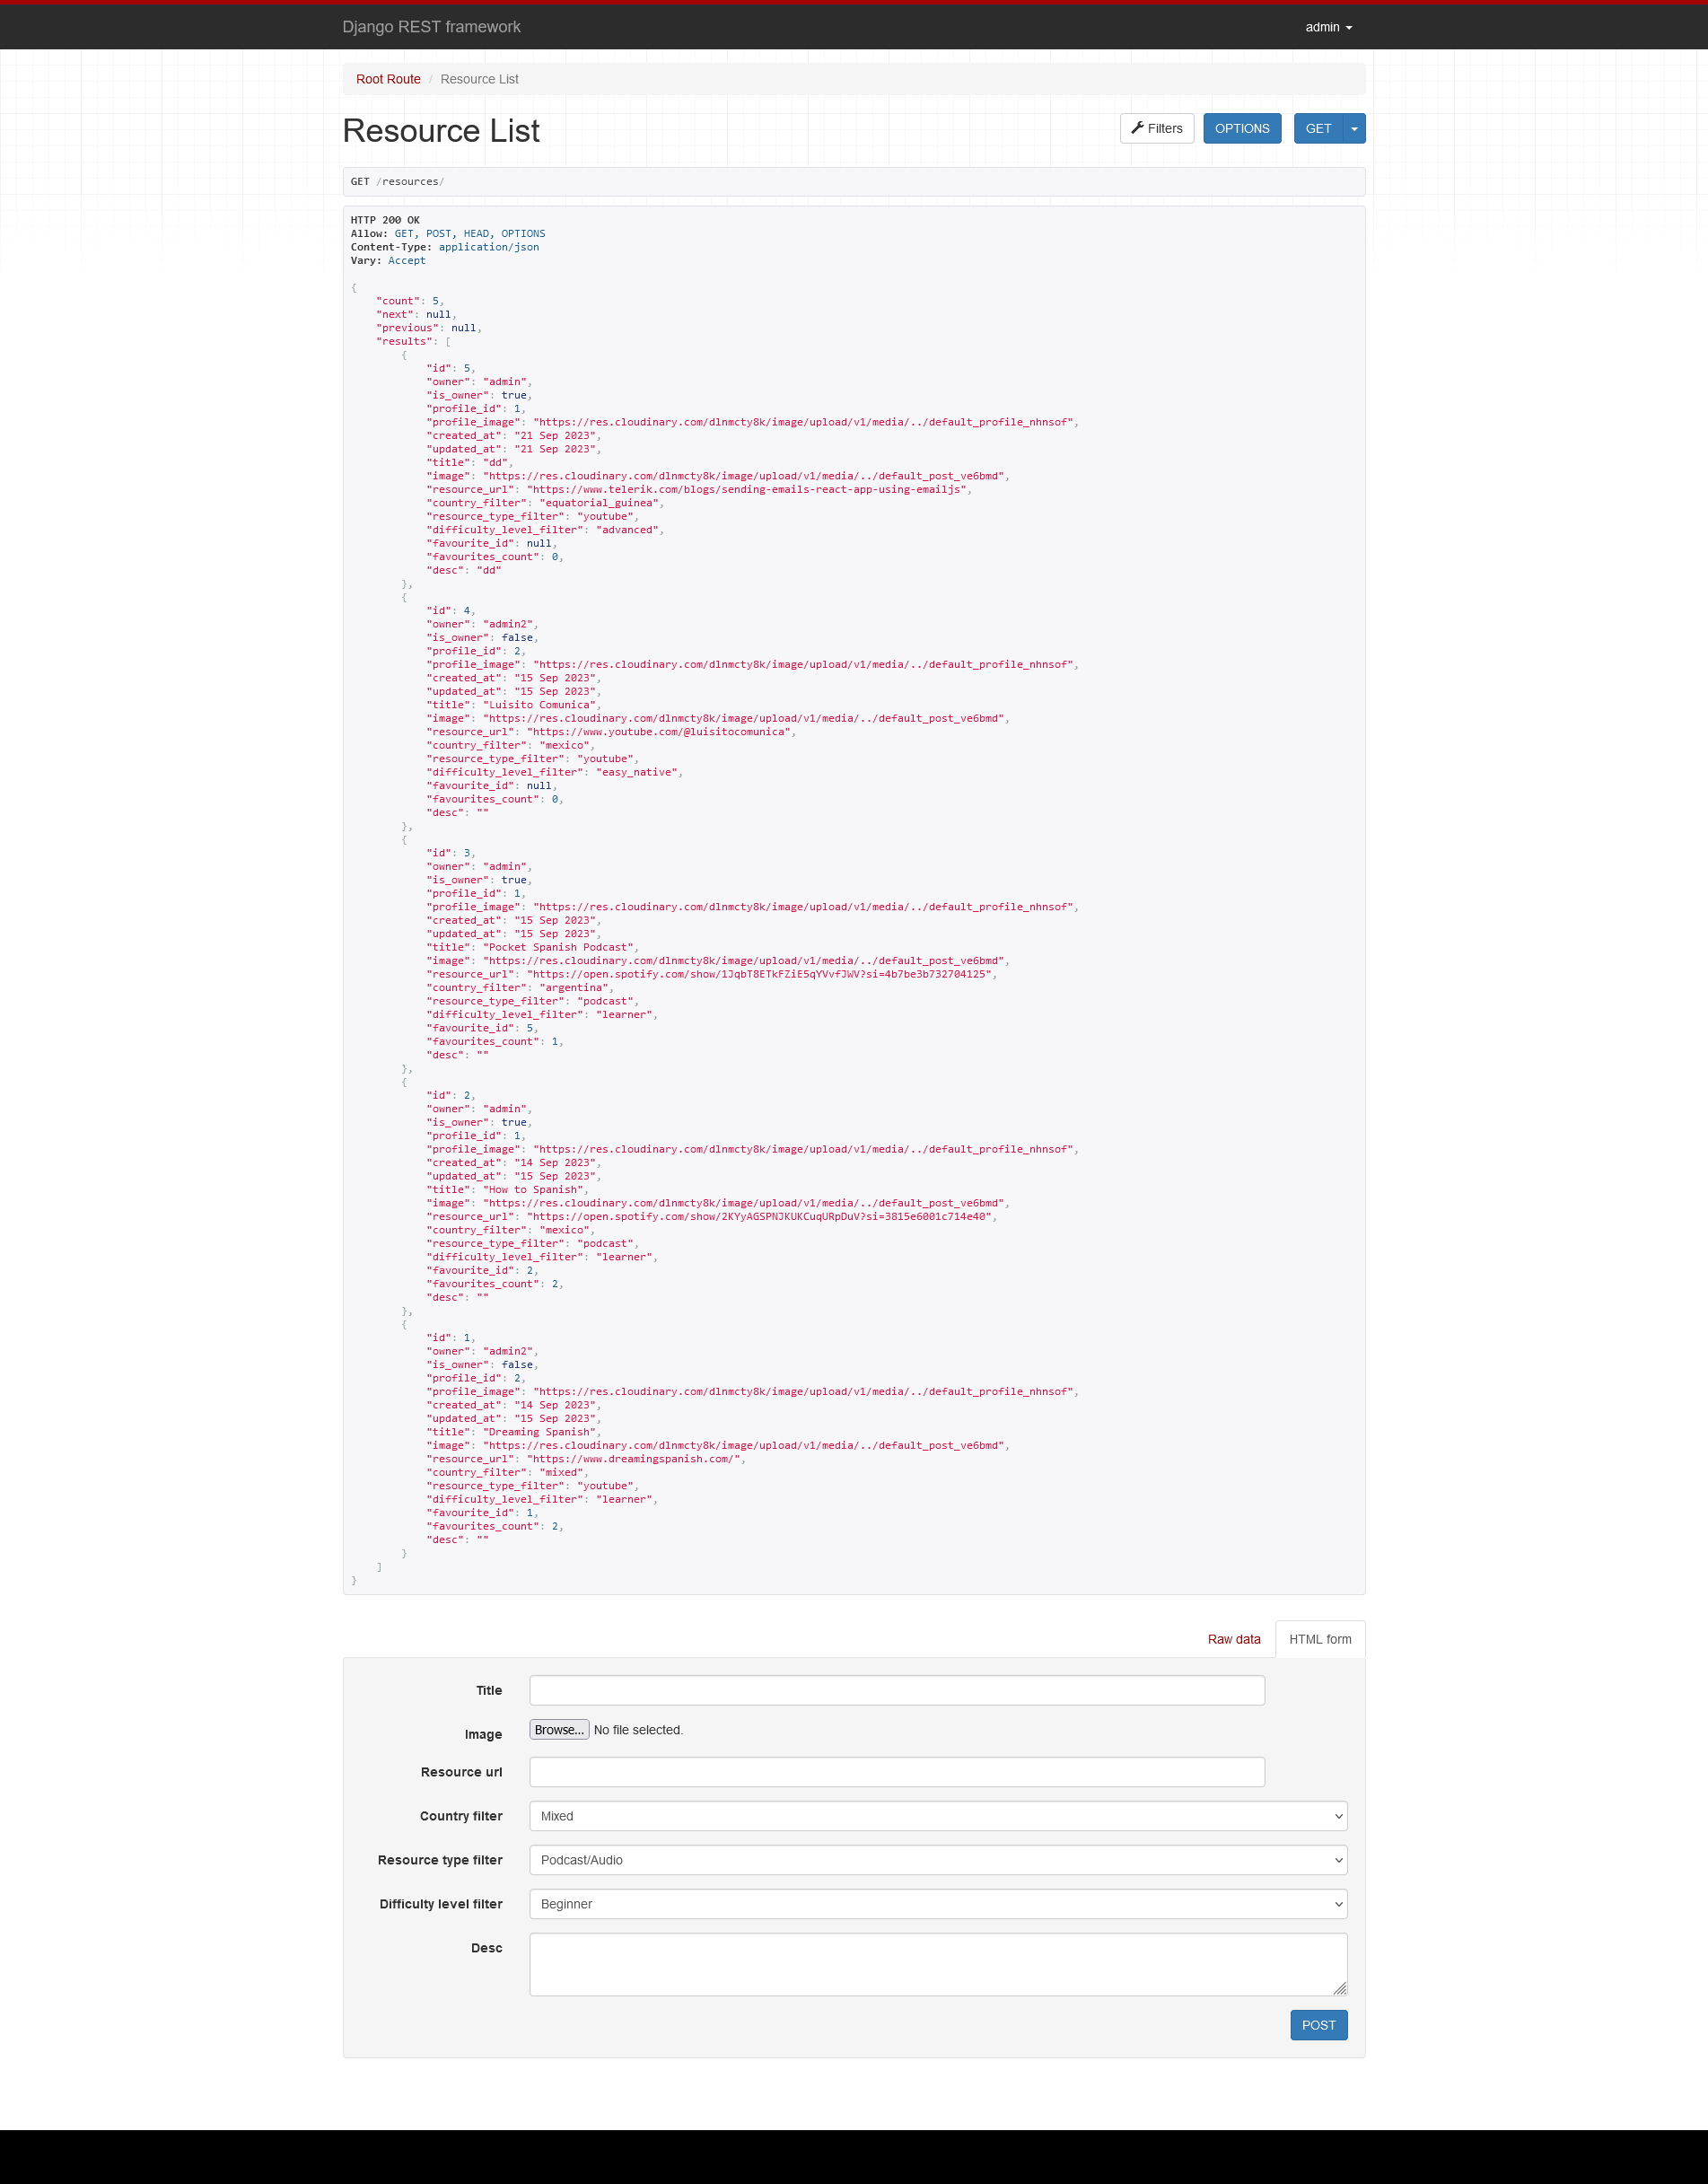 Django REST framework
admin
Root Route / Resource List
Resource List
Filters
OPTIONS
GET
GET /resources/
HTTP 200 OK
Allow: GET, POST, HEAD, OPTIONS
Content-Type: application/json
Vary: Accept
{
"count": 5,
"next": null,
"previous": null,
"results": [
{
"id": 5,
"owner": "admin",
"is_owner": true,
"profile_id": 1,
"profile_image": "https://res.cloudinary.com/dlnmcty8k/image/upload/v1/media/../default_profile_nhnsof",
"created_at": "21 Sep 2023",
"updated_at": "21 Sep 2023",
"title": "dd",
"image": "https://res.cloudinary.com/dlnmcty8k/image/upload/v1/media/../default_post_ve6bmd",
"resource_url": "https://www.telerik.com/blogs/sending-emails-react-app-using-emailjs",
"country_filter": "equatorial_guinea",
"resource_type_filter": "youtube",
"difficulty_level_filter": "advanced",
"favourite_id": null,
"favourites_count": 0,
"desc": "dd"
},
{
"id": 4,
"owner": "admin2",
"is_owner": false,
"profile_id": 2,
"profile_image": "https://res.cloudinary.com/dlnmcty8k/image/upload/v1/media/../default_profile_nhnsof",
"created_at": "15 Sep 2023",
"updated_at": "15 Sep 2023",
"title": "Luisito Comunica",
"image": "https://res.cloudinary.com/dlnmcty8k/image/upload/v1/media/../default_post_ve6bmd",
"resource_url": "https://www.youtube.com/@luisitocomunica",
"country_filter": "mexico",
"resource_type_filter": "youtube",
"difficulty_level_filter": "easy_native",
"favourite_id": null,
"favourites_count": 0,
"desc": ""
},
{
"id": 3,
"owner": "admin",
"is_owner": true,
"profile_id": 1,
"profile_image": "https://res.cloudinary.com/dlnmcty8k/image/upload/v1/media/../default_profile_nhnsof",
"created_at": "15 Sep 2023",
"updated_at": "15 Sep 2023",
"title": "Pocket Spanish Podcast",
"image": "https://res.cloudinary.com/dlnmcty8k/image/upload/v1/media/../default_post_ve6bmd",
"resource_url": "https://open.spotify.com/show/1JqbT8ETkFZiE5qYVvfJWV?si=4b7be3b732704125",
"country_filter": "argentina",
"resource_type_filter": "podcast",
"difficulty_level_filter": "learner",
"favourite_id": 5,
"favourites_count": 1,
"desc": ""
},
{
"id": 2,
"owner": "admin",
"is_owner": true,
"profile_id": 1,
"profile_image": "https://res.cloudinary.com/dlnmcty8k/image/upload/v1/media/../default_profile_nhnsof",
"created_at": "14 Sep 2023",
"updated_at": "15 Sep 2023",
"title": "How to Spanish",
"image": "https://res.cloudinary.com/dlnmcty8k/image/upload/v1/media/../default_post_ve6bmd",
"resource_url": "https://open.spotify.com/show/2KYyAGSPNJKUKCuqURpDuV?si=3815e6001c714e40",
"country_filter": "mexico",
"resource_type_filter": "podcast",
"difficulty_level_filter": "learner",
"favourite_id": 2,
"favourites_count": 2,
"desc": ""
},
{
"id": 1,
"owner": "admin2",
"is_owner": false,
"profile_id": 2,
"profile_image": "https://res.cloudinary.com/dlnmcty8k/image/upload/v1/media/../default_profile_nhnsof",
"created_at": "14 Sep 2023",
"updated_at": "15 Sep 2023",
"title": "Dreaming Spanish",
"image": "https://res.cloudinary.com/dlnmcty8k/image/upload/v1/media/../default_post_ve6bmd",
"resource_url": "https://www.dreamingspanish.com/",
"country_filter": "mixed",
"resource_type_filter": "youtube",
"difficulty_level_filter": "learner",
"favourite_id": 1,
"favourites_count": 2,
"desc": ""
}
]
}
Raw data
HTML form
Title
Image Browse... No file selected.
Resource url
Country filter Mixed
Resource type filter Podcast/Audio
Difficulty level filter Beginner
Desc
POST